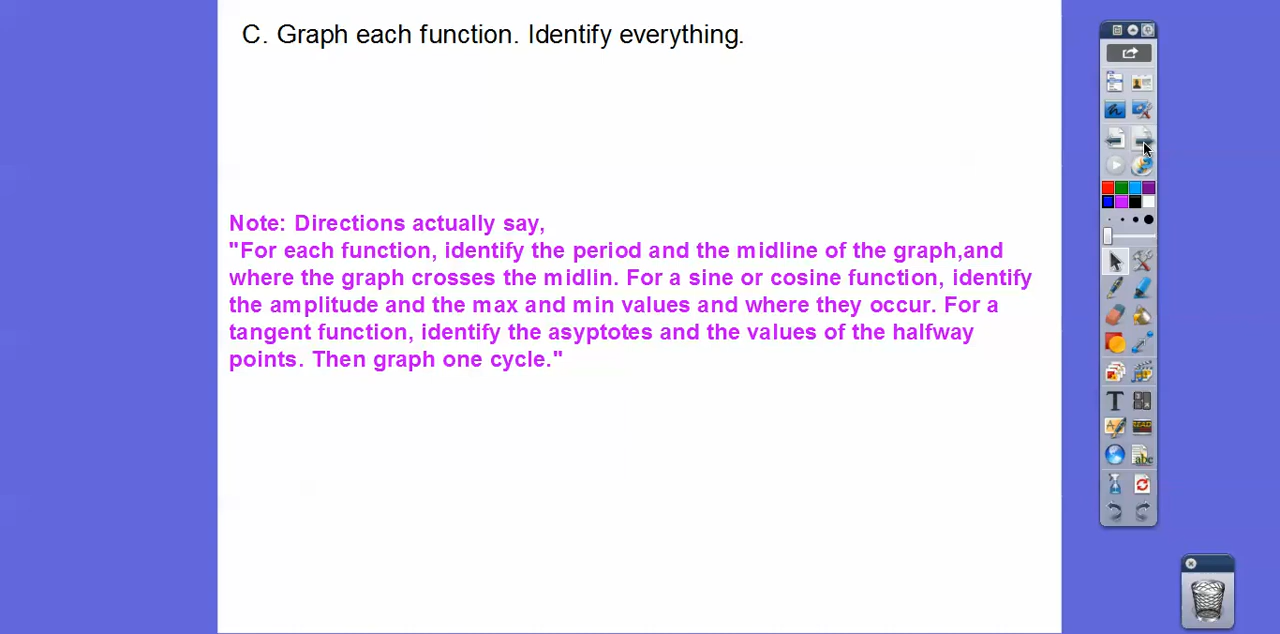 C. Graph each function. Identify everything.
Note: Directions actually say,
"For each function, identify the period and the midline of the graph,and
where the graph crosses the midlin. For a sine or cosine function, identify
the amplitude and the max and min values and where they occur. For a
tangent function, identify the asyptotes and the values of the halfway
points. Then graph one cycle."